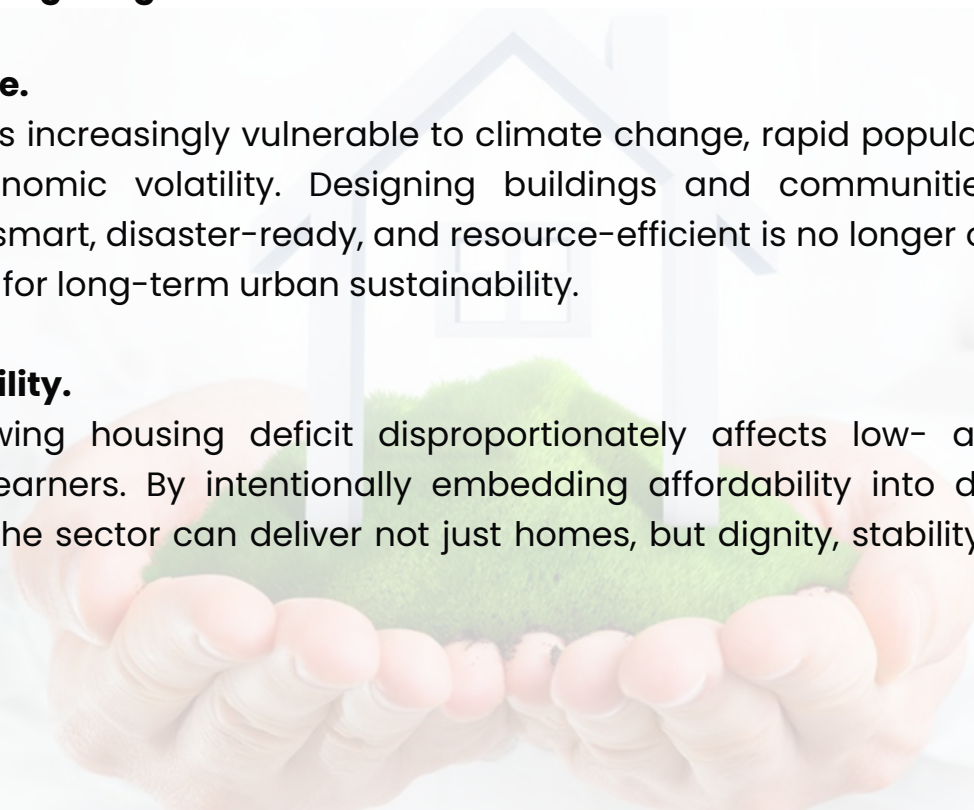 e.
s increasingly vulnerable to climate change, rapid popula
nomic volatility. Designing buildings and communitie
smart, disaster-ready, and resource-efficient is no longer
for long-term urban sustainability.
ility.
wing housing deficit disproportionately affects low- a
earners. By intentionally embedding affordability into d
he sector can deliver not just homes, but dignity, stability